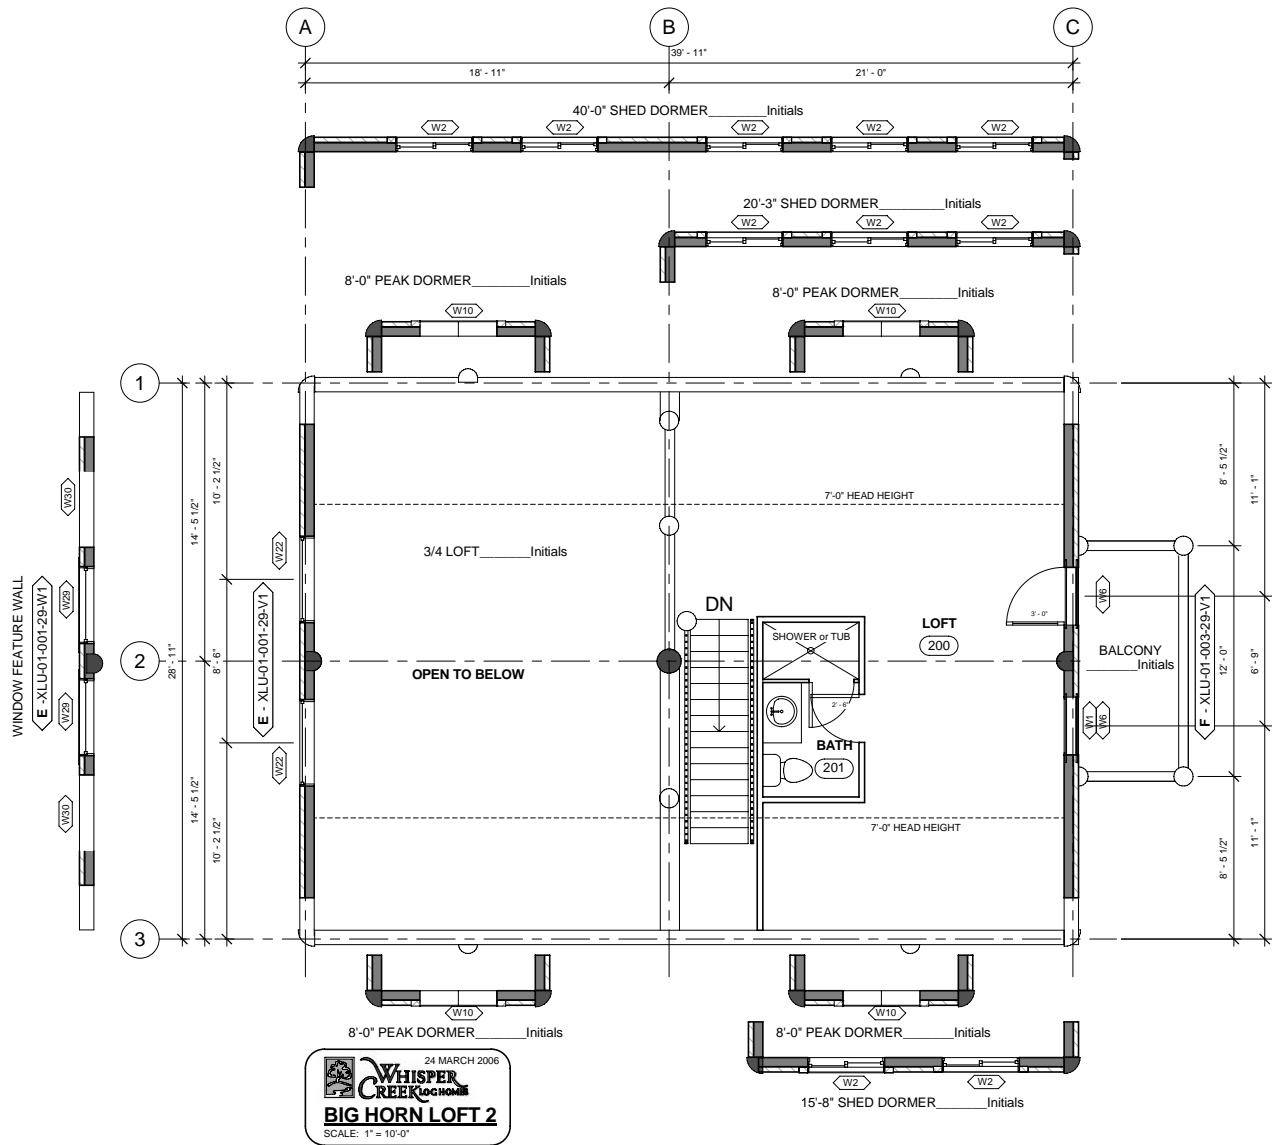 A
B
C
39' - 11"
18' - 11"
21' - 0"
40'-0" SHED DORMER________Initials
W2
W2
W2
W2
W2
20'-3" SHED DORMER_________Initials
W2
W2
W2
8'-0" PEAK DORMER________Initials
8'-0" PEAK DORMER________Initials
W10
W10
1
2
3
WINDOW FEATURE WALL
E -XLU-01-001-29-W1
W30
W29
W29
W30
28' - 11"
14' - 5 1/2"
14' - 5 1/2"
10' - 2 1/2"
8' - 6"
10' - 2 1/2"
E - XLU-01-001-29-V1
W22
W22
7'-0" HEAD HEIGHT
3/4 LOFT_______Initials
OPEN TO BELOW
DN
SHOWER or TUB
2' - 6"
BATH
201
LOFT
200
3' - 0"
7'-0" HEAD HEIGHT
W6
W1
W6
BALCONY
_______Initials
F - XLU-01-003-29-V1
8' - 5 1/2"
12' - 0"
8' - 5 1/2"
11' - 1"
6' - 9"
11' - 1"
W10
W10
8'-0" PEAK DORMER_______Initials
8'-0" PEAK DORMER________Initials
W2
W2
15'-8" SHED DORMER_______Initials
24 MARCH 2006
WHISPER
CREEK LOG HOMES
BIG HORN LOFT 2
SCALE: 1" = 10'-0"